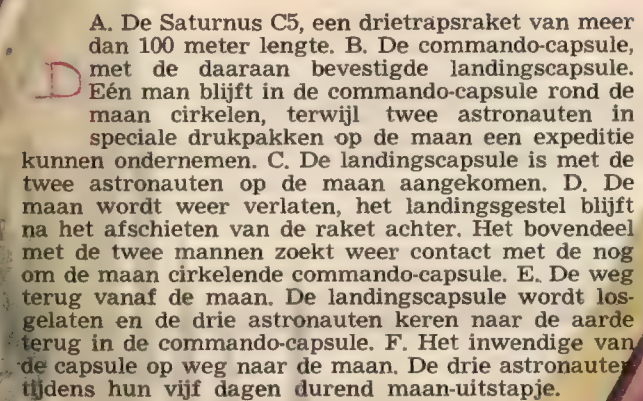 A. De Saturnus C5, een drietrapsraket van meer
dan 100 meter lengte. B. De commando-capsule,
D
met de daaraan bevestigde landingscapsule.
Eén man blijft in de commando-capsule rond de
maan cirkelen, terwijl twee astronauten in
speciale drukpakken op de maan een expeditie
kunnen ondernemen. C. De landingscapsule is met de
twee astronauten op de maan aangekomen. D. De
maan wordt weer verlaten, het landingsgestel blijft
na het afschieten van de raket achter. Het bovendeel
met de twee mannen zoekt weer contact met de nog
om de maan cirkelende commando-capsule. E. De weg
terug vanaf de maan. De landingscapsule wordt los-
gelaten en de drie astronauten keren naar de aarde
terug in de commando-capsule. F. Het inwendige van
de capsule op weg naar de maan. De drie astronauten
tijdens hun vijf dagen durend maan-uitstapje.